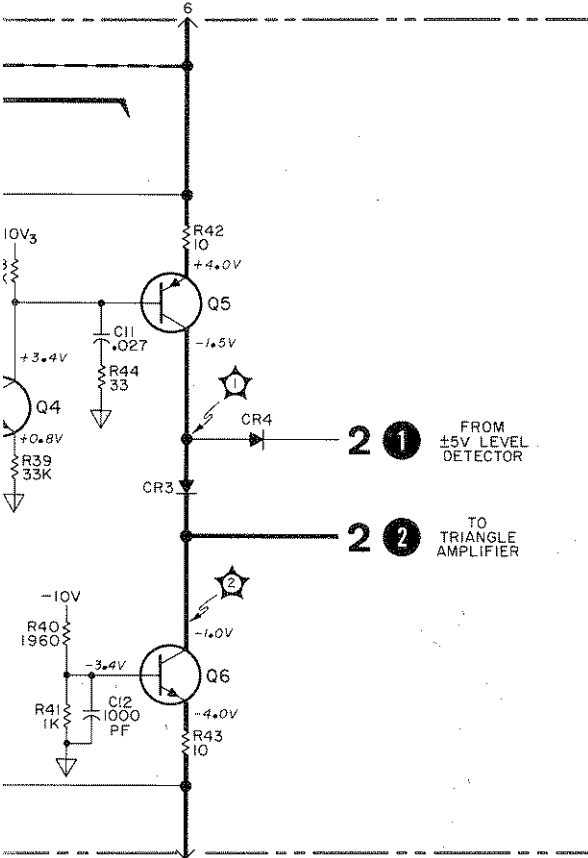 6
10V3
R42
10
+4.0V
Q5
C11
.027
-1.5V
+3.4V
R44
33
1
Q4
CR4
+0.8V
2 1 FROM
±5V LEVEL
DETECTOR
R39
33K
CR3
2 2 TO
TRIANGLE
AMPLIFIER
2
-10V
-1.0V
R40
1960
-3.4V
Q6
R41
1K
C12
1000
PF
-4.0V
R43
10